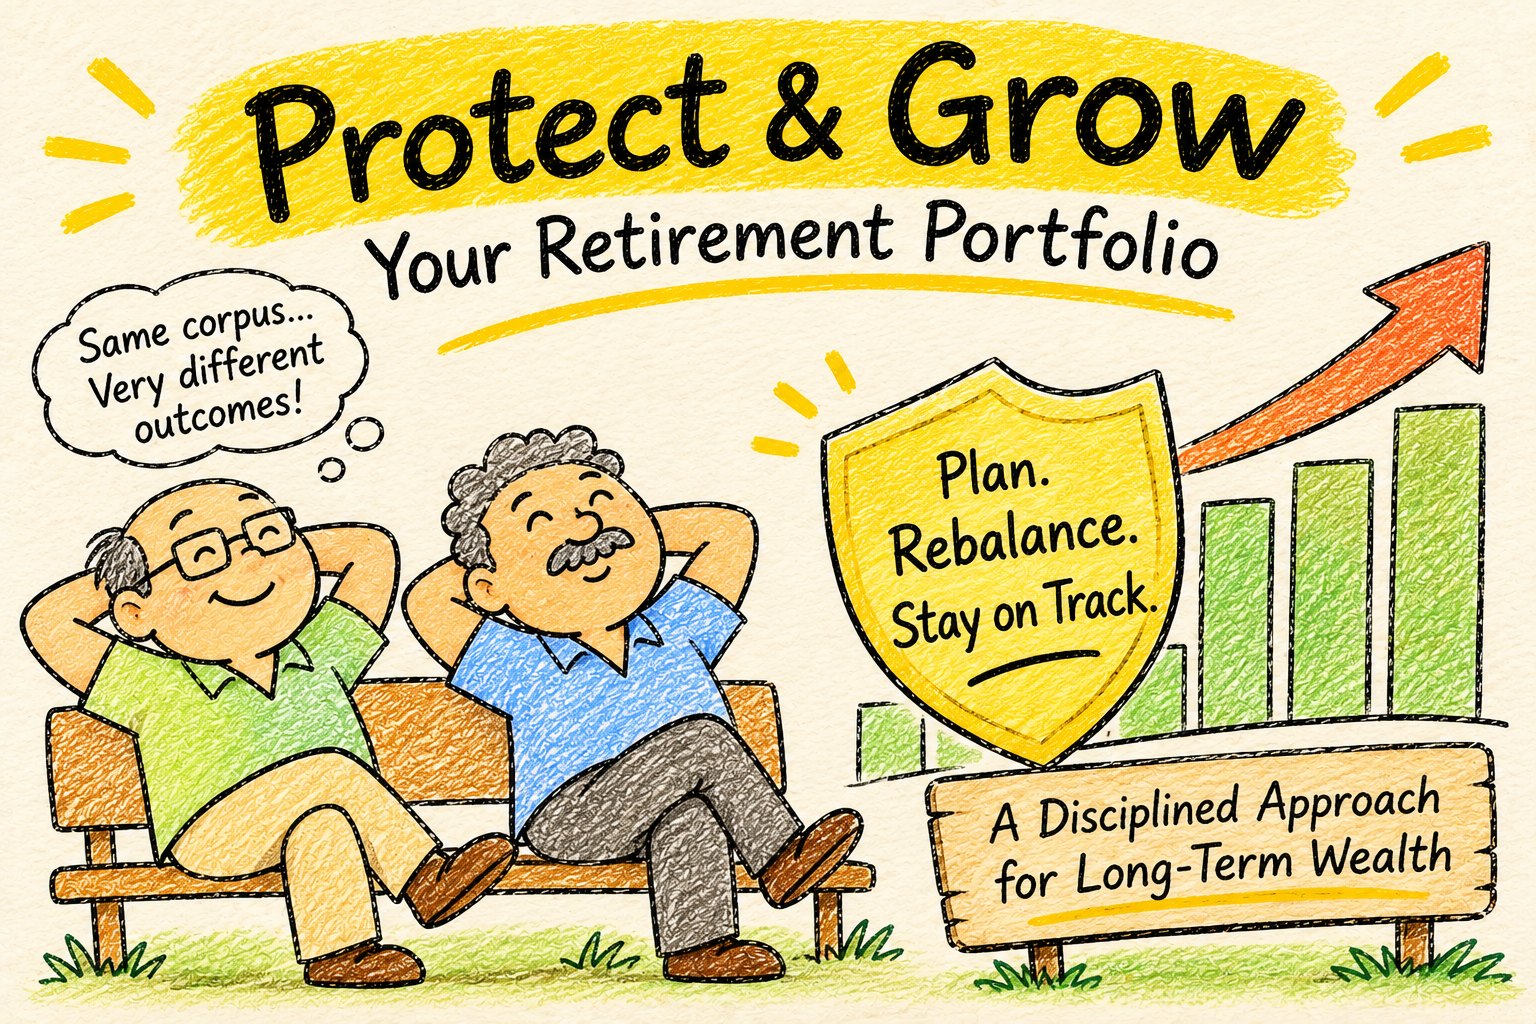 Protect & Grow
Your Retirement Portfolio
Same corpus...
Very different
outcomes!
Plan.
Rebalance.
Stay on Track.
A Disciplined Approach
for Long-Term Wealth